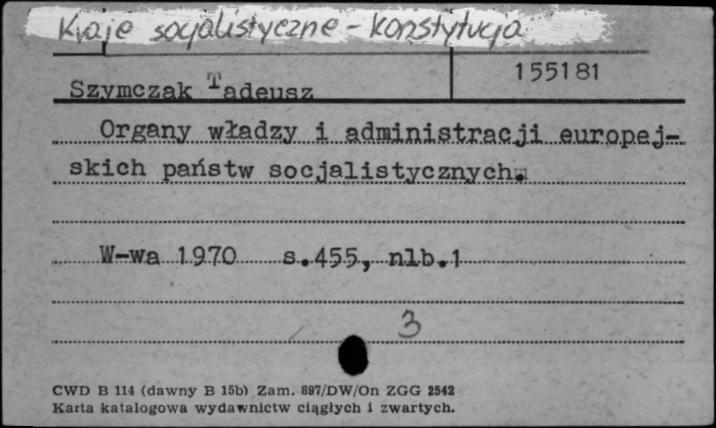 Kraje socjalistyczne - konstytucja
155181
Szymczak Tadeusz
Organy władzy i administracji europej-
skich państw socjalistycznych.
W-wa 1970 s.455, nlb.1
3
CWD B 114 (dawny B 15b) Zam. 897/DW/On ZGG 2542
Karta katalogowa wydawnictw ciągłych i zwartych.